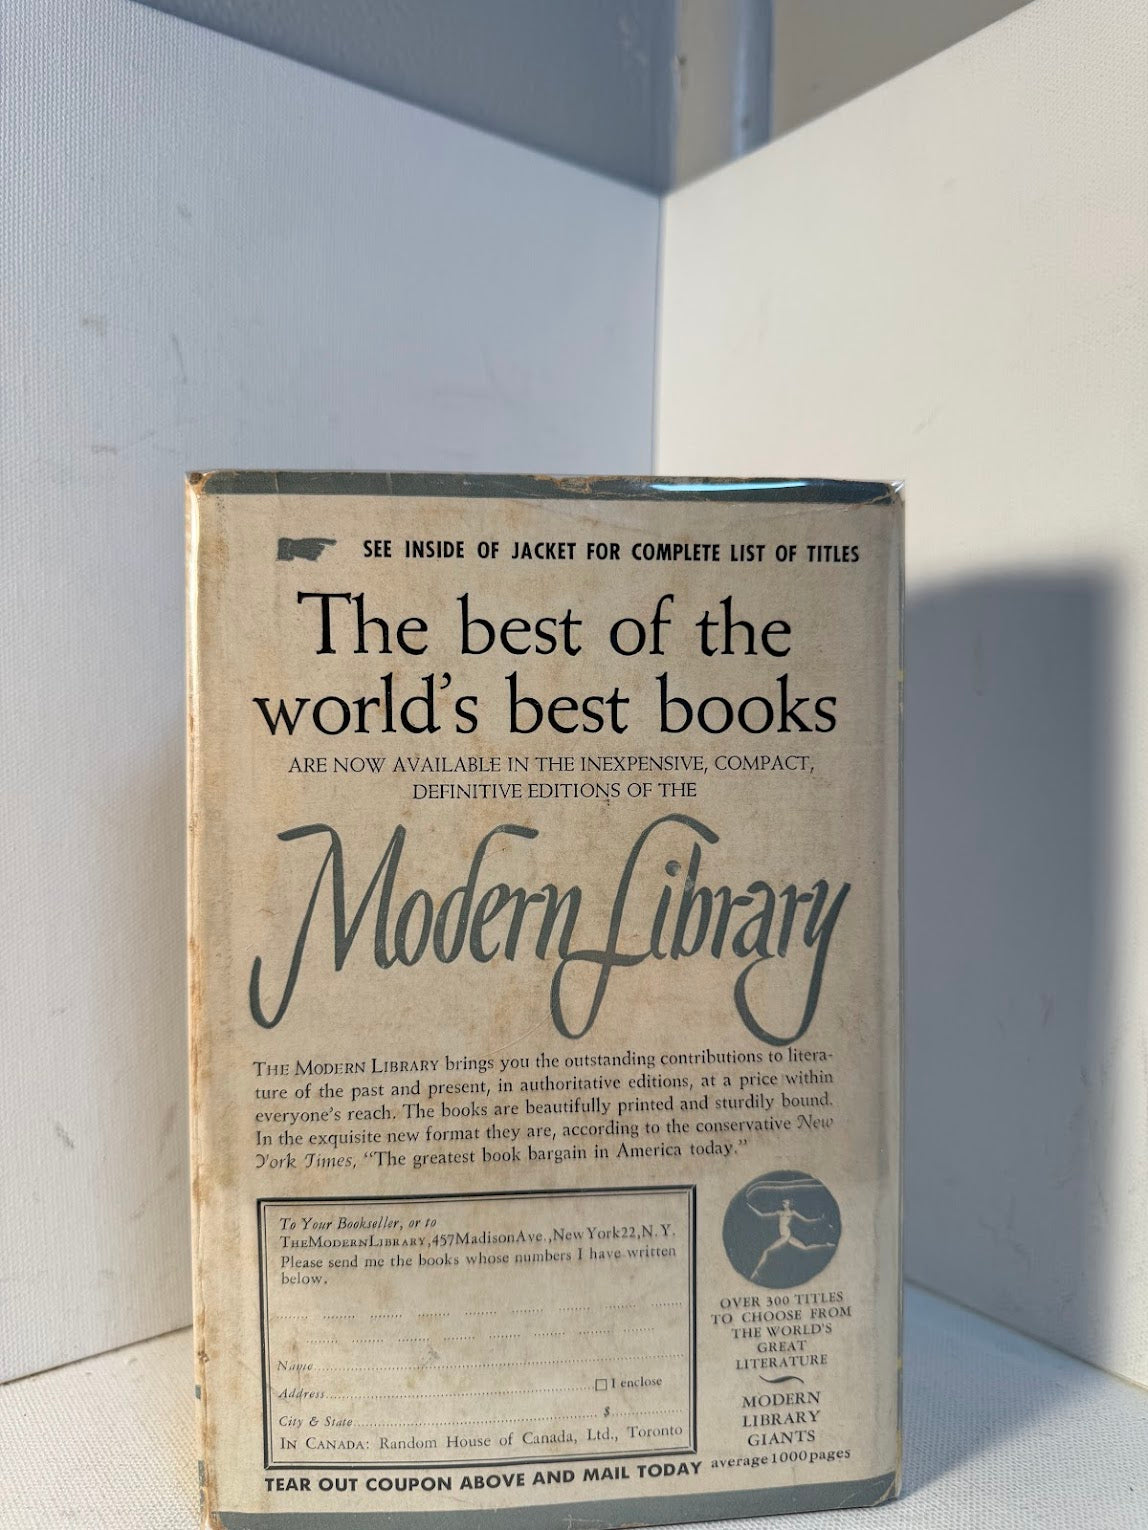 SEE INSIDE OF JACKET FOR COMPLETE LIST OF TITLES
The best of the
world's best books
ARE NOW AVAILABLE IN THE INEXPENSIVE, COMPACT,
DEFINITIVE EDITIONS OF THE
Modern Library
THE MODERN LIBRARY brings you the outstanding contributions to litera-
ture of the past and present, in authoritative editions, at a price within
everyone's reach. The books are beautifully printed and sturdily bound.
In the exquisite new format they are, according to the conservative New
York Times, "The greatest book bargain in America today."
To Your Bookseller, or to
THE MODERN LIBRARY, 457 Madison Ave., New York 22, N. Y.
Please send me the books whose numbers I have written
below.
Name
Address ☐ I enclose
City & State $
IN CANADA: Random House of Canada, Ltd., Toronto
TEAR OUT COUPON ABOVE AND MAIL TODAY
OVER 300 TITLES
TO CHOOSE FROM
THE WORLD'S
GREAT
LITERATURE
MODERN
LIBRARY
GIANTS
average 1000 pages